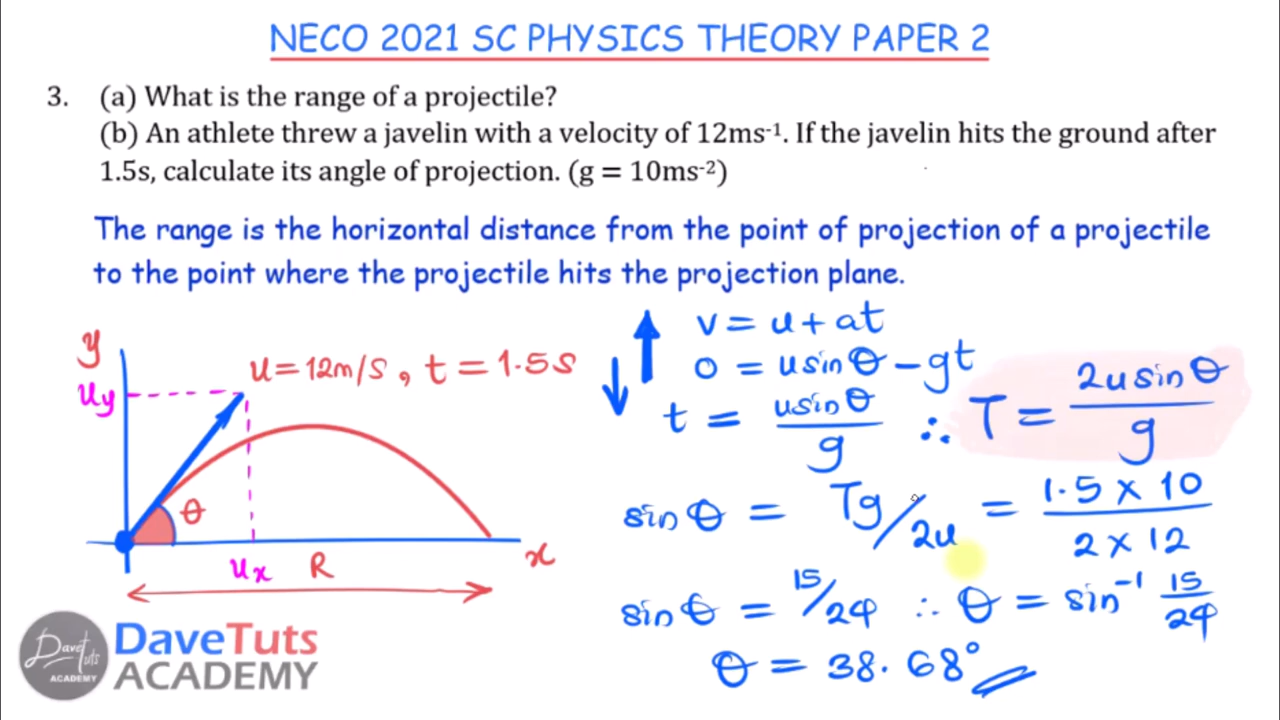 NECO 2021 SC PHYSICS THEORY PAPER 2
3. (a) What is the range of a projectile?
(b) An athlete threw a javelin with a velocity of 12ms⁻¹. If the javelin hits the ground after
1.5s, calculate its angle of projection. (g = 10ms⁻²)
The range is the horizontal distance from the point of projection of a projectile
to the point where the projectile hits the projection plane.
y
uy
u = 12m/s, t = 1.5s
θ
ux
R
x
v = u + at
0 = usinθ - gt
t = usinθ/g ∴ T = 2usinθ/g
sinθ = Tg/2u = 1.5 × 10/2 × 12
sinθ = 15/24 ∴ θ = sin⁻¹ 15/24
θ = 38.68°
Dave Tuts
ACADEMY
DaveTuts
ACADEMY